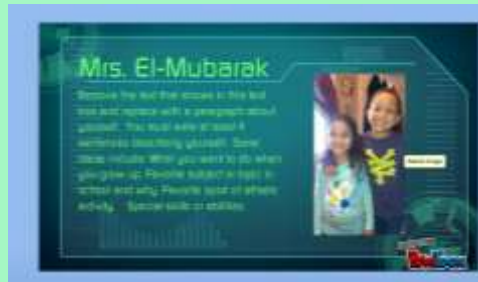 Mrs. El-Mubarak
Remove the text that shows in this text
box and replace with a paragraph about
yourself. You must write at least 4
sentences describing yourself. Some
ideas include: What you want to do when
you grow up, Favorite subject or topic in
school and why, Favorite sport or athletic
activity, Special skills or abilities.